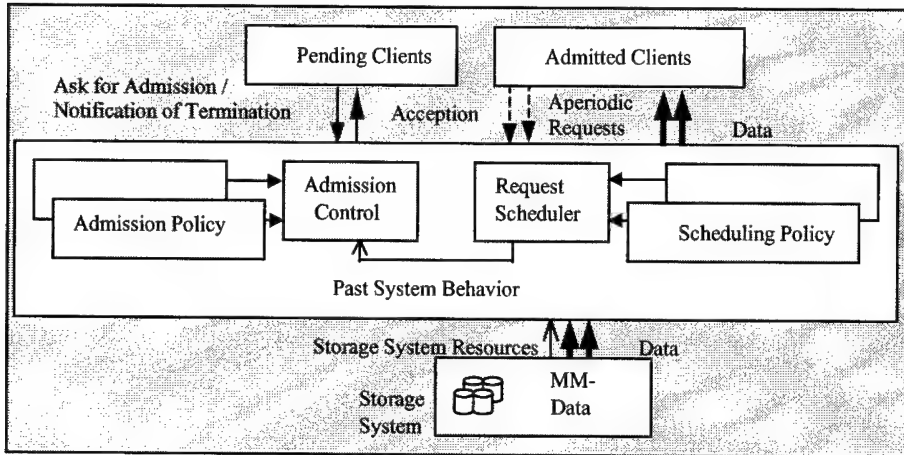 Pending Clients
Admitted Clients
Ask for Admission /
Notification of Termination
Acception
Aperiodic
Requests
Data
Admission
Control
Request
Scheduler
Admission Policy
Scheduling Policy
Past System Behavior
Storage System Resources
Data
Storage
System
MM-
Data